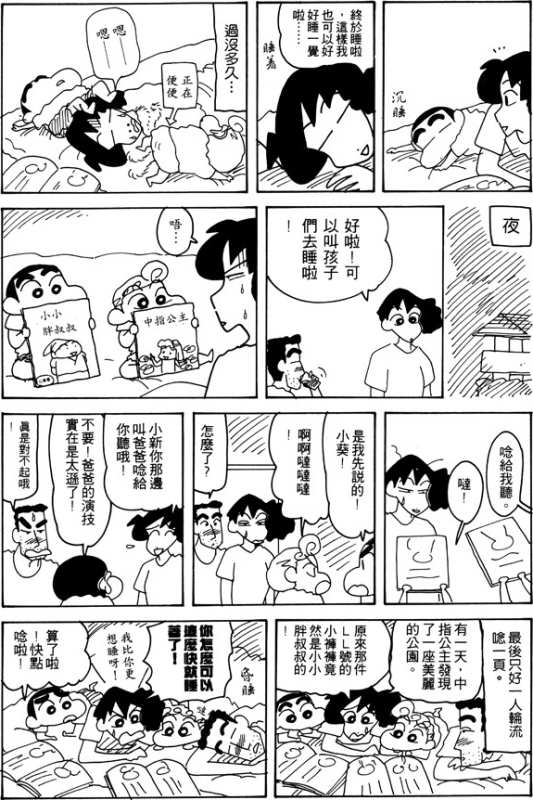 沉睡
終於睡啦
，這樣我
也可以好
好睡一覺
啦⋯
睡着
過沒多久⋯
嗯嗯
正在
便便
夜
好啦！可
以叫孩子
們去睡啦
！
唔⋯
中指公主
小小
胖叔叔
唸給我聽。
噠！
是我先說的！
小葵！
啊啊噠噠噠
！
怎麼了？
小新你那邊
叫爸爸唸給
你聽哦！
不要！爸爸的演技
實在是太遜了！
真是對不起哦
！
最後只好一人輪流
唸一頁。
有一天，中
指公主發現
了一座美麗
的公園。
原來那件
ＬＬ號的
小褲褲竟
然是小小
胖叔叔的
！
昏睡
你怎麼可以
這麼快就睡
著了！
我比你更
想睡呀！
算了啦
！快點
唸啦！